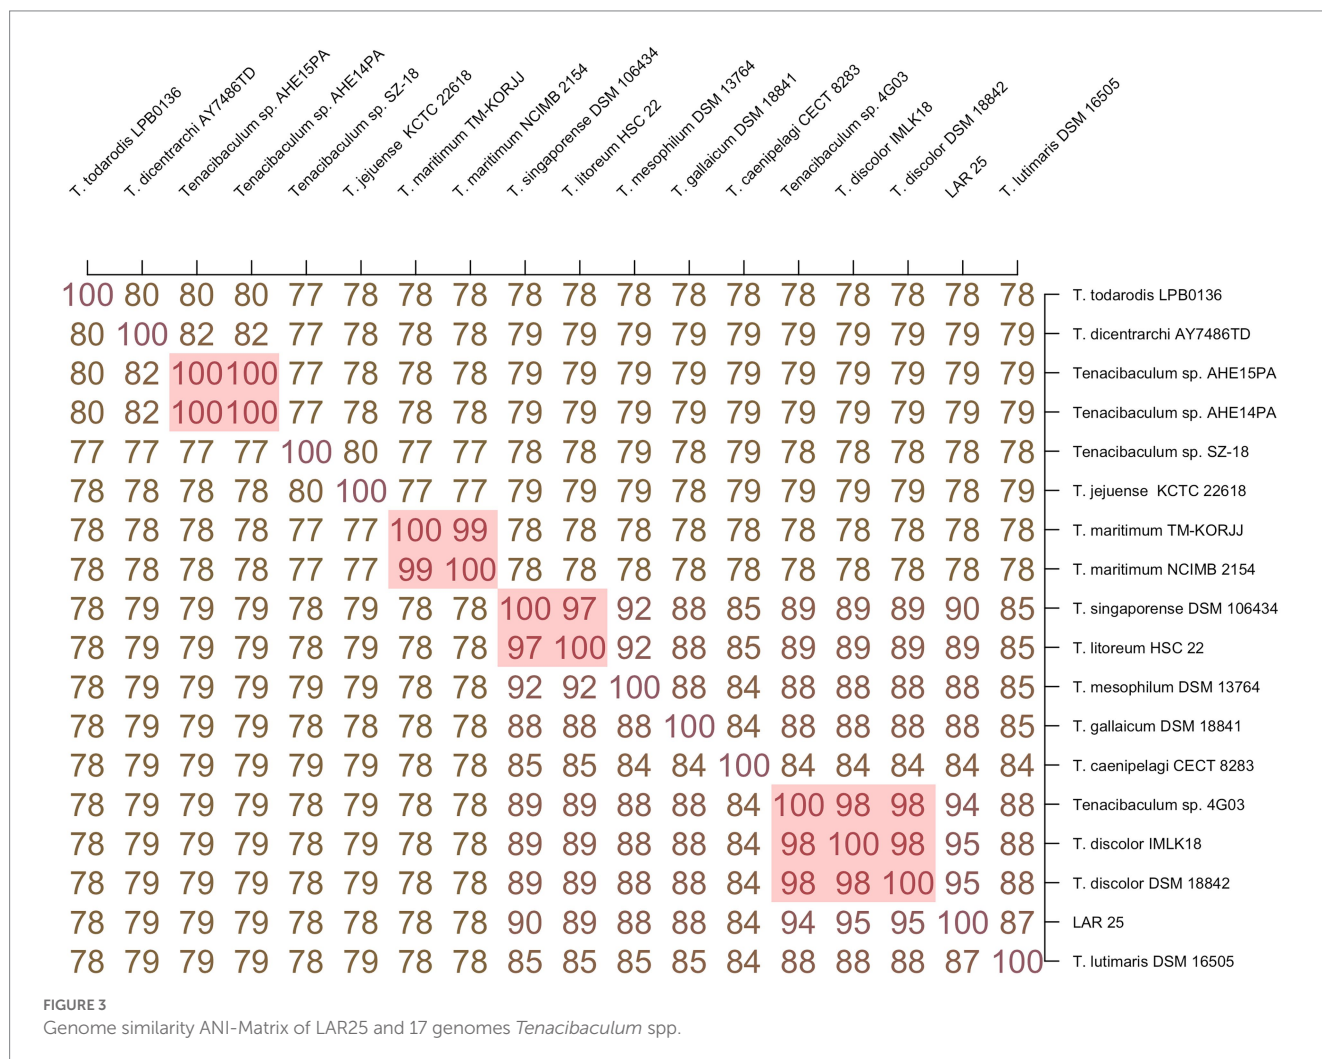 T. todarodis LPB0136
T. dicentrarchi AY7486TD
Tenacibaculum sp. AHE15PA
Tenacibaculum sp. AHE14PA
Tenacibaculum sp. SZ-18
T. jejuense KCTC 22618
T. maritimum TM-KORJJ
T. maritimum NCIMB 2154
T. singaporense DSM 106434
T. litoreum HSC 22
T. mesophilum DSM 13764
T. gallaicum DSM 18841
T. caenipelagi CECT 8283
Tenacibaculum sp. 4G03
T. discolor IMLK18
T. discolor DSM 18842
LAR 25
T. lutimaris DSM 16505
100 80 80 80 77 78 78 78 78 78 78 78 78 78 78 78 78 78 T. todarodis LPB0136
80 100 82 82 77 78 78 78 79 79 79 79 79 79 79 79 79 79 T. dicentrarchi AY7486TD
80 82 100 100 77 78 78 78 79 79 79 79 79 79 79 79 79 79 Tenacibaculum sp. AHE15PA
80 82 100 100 77 78 78 78 79 79 79 79 79 79 79 79 79 79 Tenacibaculum sp. AHE14PA
77 77 77 77 100 80 77 77 78 78 79 78 79 78 78 78 78 78 Tenacibaculum sp. SZ-18
78 78 78 78 80 100 77 77 79 79 79 78 79 79 79 79 78 79 T. jejuense KCTC 22618
78 78 78 78 77 77 100 99 78 78 78 78 78 78 78 78 78 78 T. maritimum TM-KORJJ
78 78 78 78 77 77 99 100 78 78 78 78 78 78 78 78 78 78 T. maritimum NCIMB 2154
78 79 79 79 78 79 78 78 100 97 92 88 85 89 89 89 90 85 T. singaporense DSM 106434
78 79 79 79 78 79 78 78 97 100 92 88 85 89 89 89 89 85 T. litoreum HSC 22
78 79 79 79 79 79 78 78 92 92 100 88 84 88 88 88 88 85 T. mesophilum DSM 13764
78 79 79 79 78 78 78 78 88 88 88 100 84 88 88 88 88 85 T. gallaicum DSM 18841
78 79 79 79 79 79 78 78 85 85 84 84 100 84 84 84 84 84 T. caenipelagi CECT 8283
78 79 79 79 78 79 78 78 89 89 88 88 84 100 98 98 94 88 Tenacibaculum sp. 4G03
78 79 79 79 78 79 78 78 89 89 88 88 84 98 100 98 95 88 T. discolor IMLK18
78 79 79 79 78 79 78 78 89 89 88 88 84 98 98 100 95 88 T. discolor DSM 18842
78 79 79 79 78 78 78 78 90 89 88 88 84 94 95 95 100 87 LAR 25
78 79 79 79 78 79 78 78 85 85 85 85 84 88 88 88 87 100 T. lutimaris DSM 16505
FIGURE 3
Genome similarity ANI-Matrix of LAR25 and 17 genomes Tenacibaculum spp.